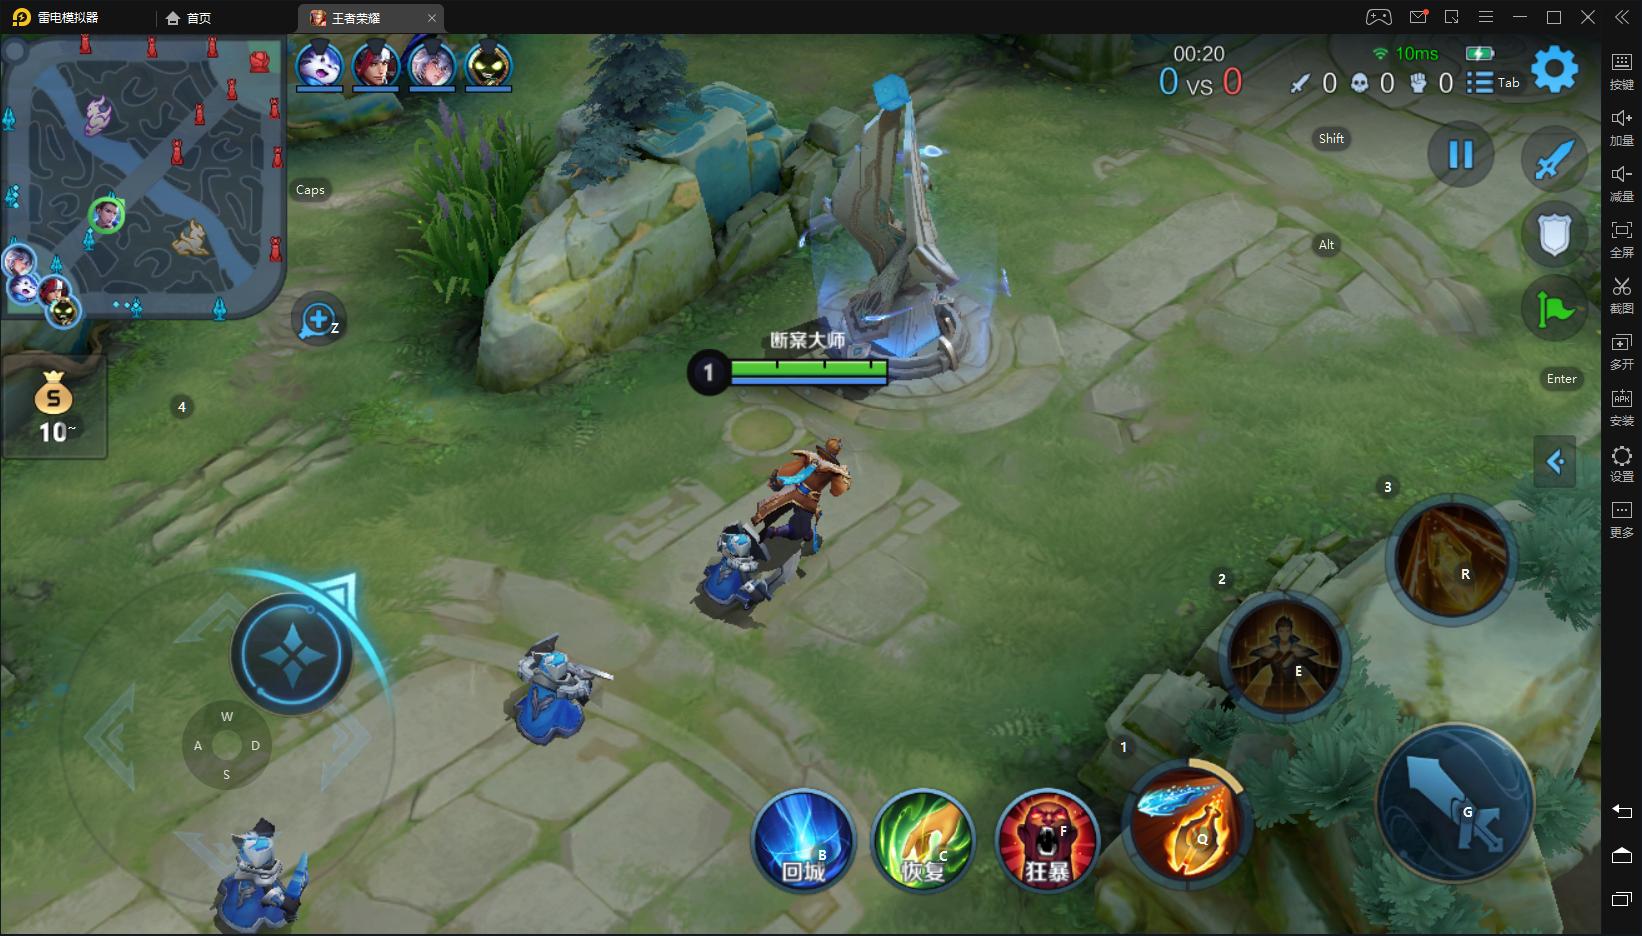 雷电模拟器
首页
王者荣耀
00:20
10ms
0 VS 0
0
0
0
Tab
按键
加量
减量
全屏
截图
多开
安装
设置
更多
Shift
Caps
Alt
Z
Enter
断案大师
1
S
10~
4
3
R
2
E
W
A
D
S
1
G
Q
B
回城
C
恢复
F
狂暴
APK